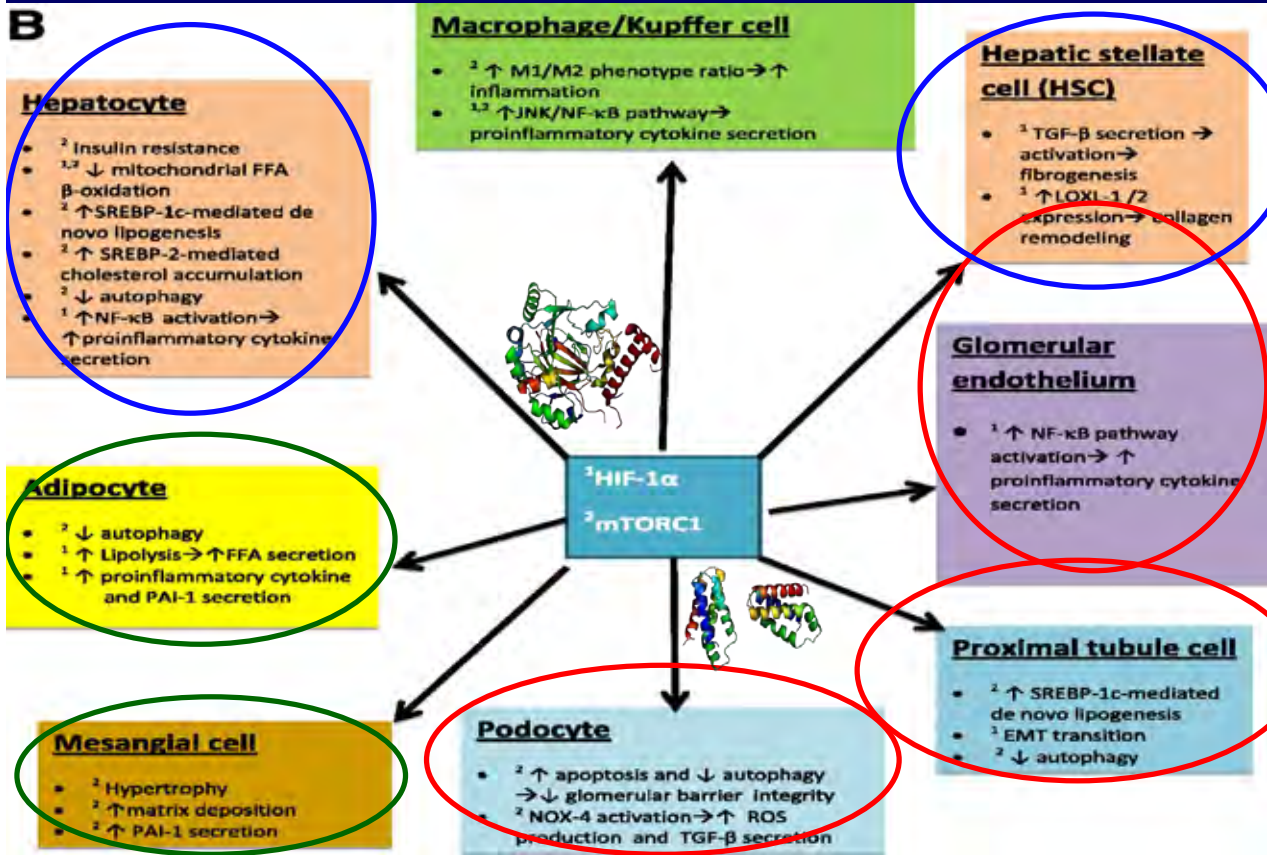 B
Macrophage/Kupffer cell
• ² ↑ M1/M2 phenotype ratio→ ↑
inflammation
• ¹,² ↑JNK/NF-κB pathway→
proinflammatory cytokine secretion
Hepatic stellate
cell (HSC)
• ¹ TGF-β secretion →
activation→
fibrogenesis
• ¹ ↑LOXL-1 /2
expression→ collagen
remodeling
Hepatocyte
• ² Insulin resistance
• ¹,² ↓ mitochondrial FFA
β-oxidation
• ² ↑SREBP-1c-mediated de
novo lipogenesis
• ² ↑ SREBP-2-mediated
cholesterol accumulation
• ² ↓ autophagy
• ¹ ↑NF-κB activation→
↑proinflammatory cytokine
secretion
Glomerular
endothelium
• ¹ ↑ NF-κB pathway
activation→ ↑
proinflammatory cytokine
secretion
¹HIF-1α
²mTORC1
Adipocyte
• ² ↓ autophagy
• ¹ ↑ Lipolysis→ ↑FFA secretion
• ¹ ↑ proinflammatory cytokine
and PAI-1 secretion
Proximal tubule cell
• ² ↑ SREBP-1c-mediated
de novo lipogenesis
• ¹ EMT transition
• ² ↓ autophagy
Mesangial cell
• ² Hypertrophy
• ² ↑matrix deposition
• ² ↑ PAI-1 secretion
Podocyte
• ² ↑ apoptosis and ↓ autophagy
→↓ glomerular barrier integrity
• ² NOX-4 activation→↑ ROS
production and TGF-β secretion